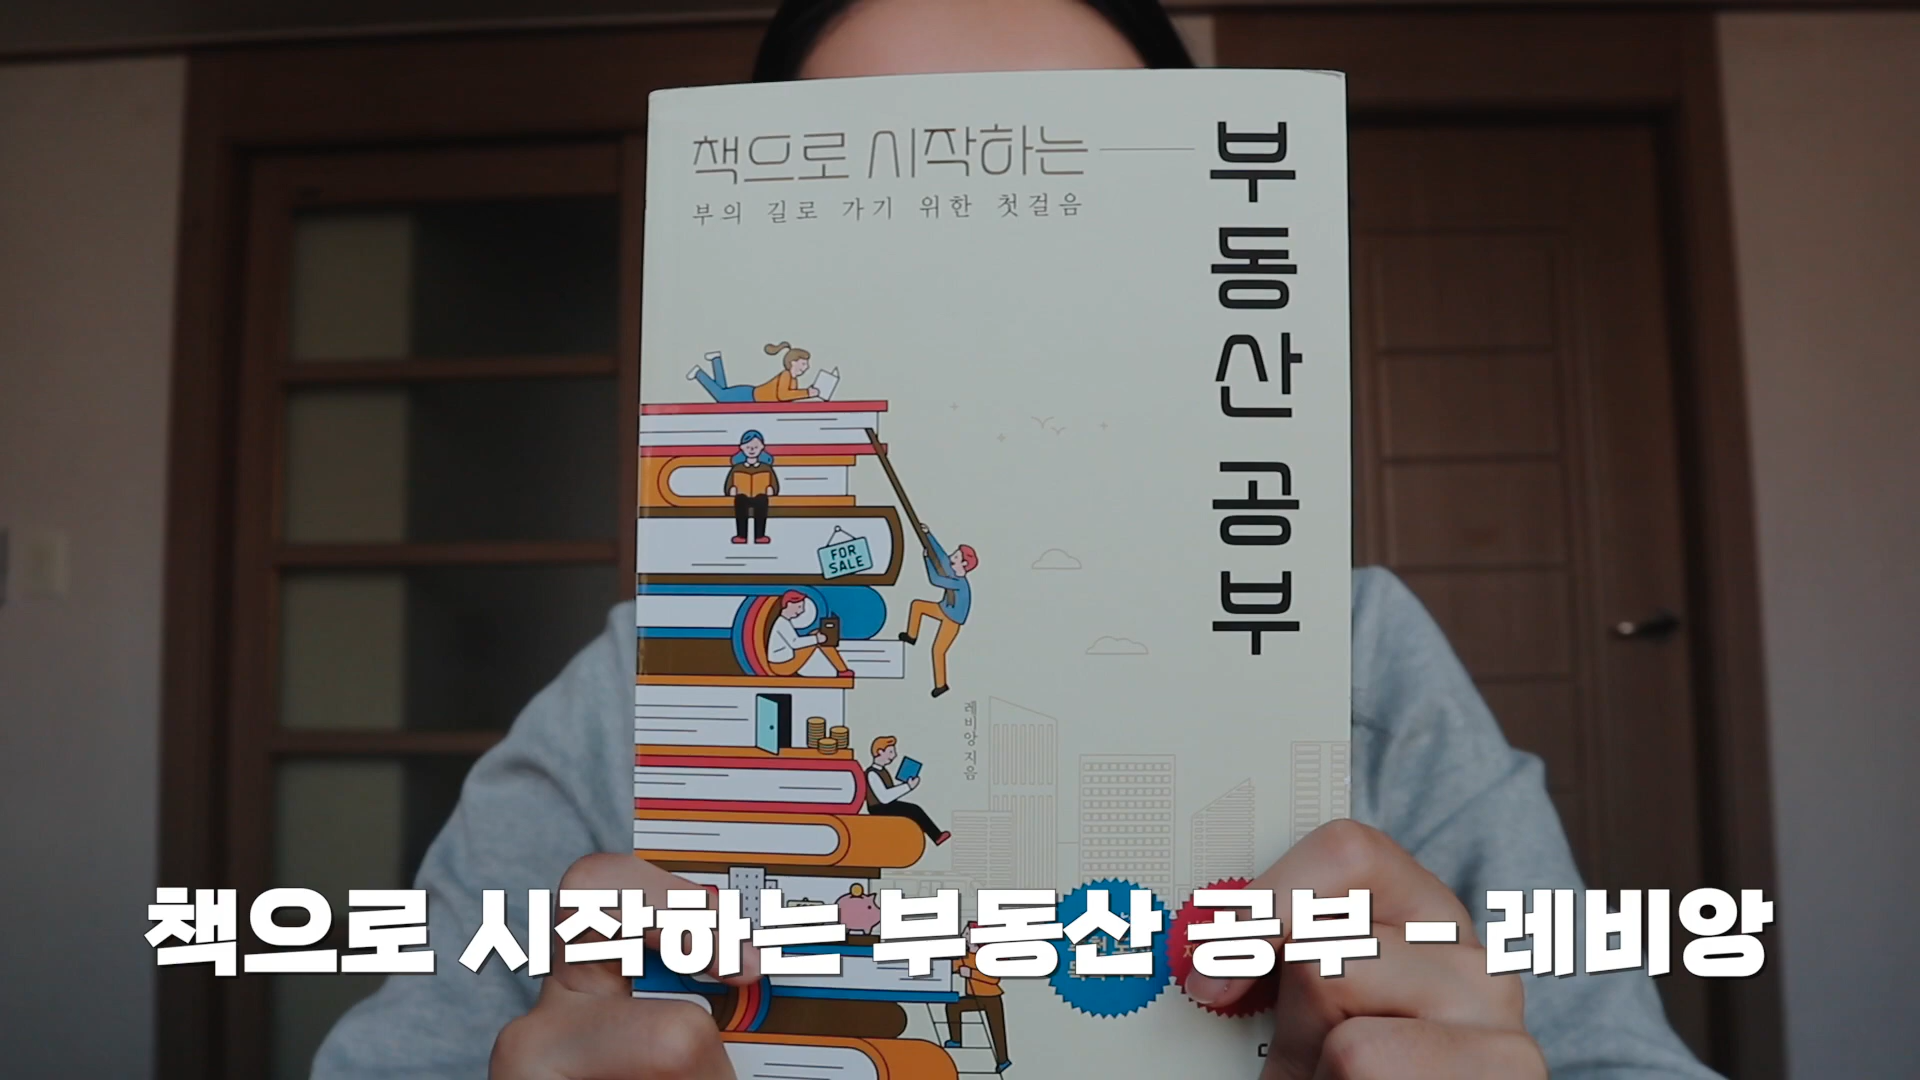 책으로 시작하는
부의 길로 가기 위한 첫걸음
부동산 공부
FOR
SALE
레비앙 지음
책으로 시작하는 부동산 공부 - 레비앙